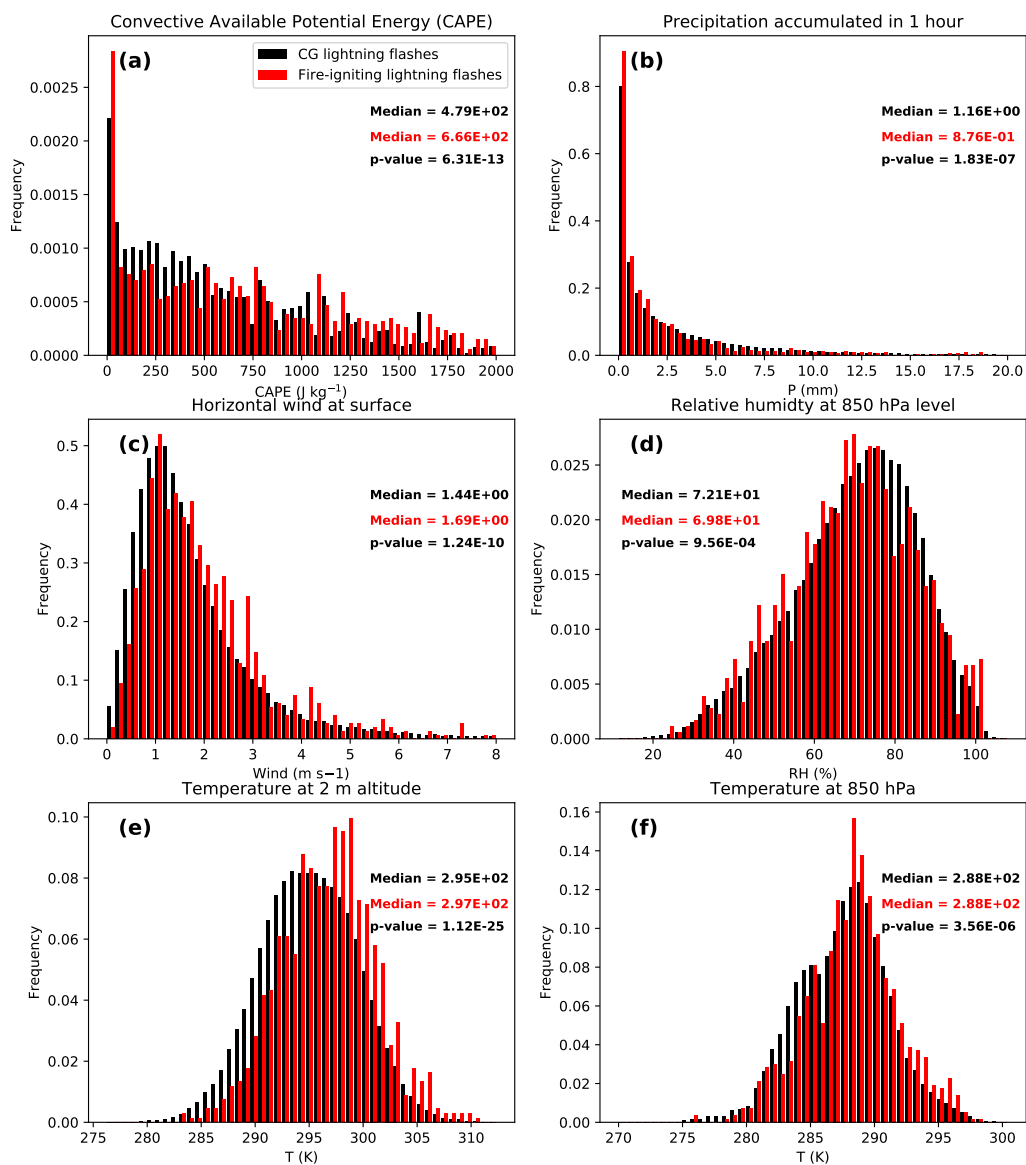 Convective Available Potential Energy (CAPE)
(a)
CG lightning flashes
Fire-igniting lightning flashes
Median = 4.79E+02
Median = 6.66E+02
p-value = 6.31E-13
Frequency
0.0025
0.0020
0.0015
0.0010
0.0005
0.0000
0 250 500 750 1000 1250 1500 1750 2000
CAPE (J kg⁻¹)
Precipitation accumulated in 1 hour
(b)
Median = 1.16E+00
Median = 8.76E-01
p-value = 1.83E-07
Frequency
0.8
0.6
0.4
0.2
0.0
0.0 2.5 5.0 7.5 10.0 12.5 15.0 17.5 20.0
P (mm)
Horizontal wind at surface
(c)
Median = 1.44E+00
Median = 1.69E+00
p-value = 1.24E-10
Frequency
0.5
0.4
0.3
0.2
0.1
0.0
0 1 2 3 4 5 6 7 8
Wind (m s−1)
Relative humidity at 850 hPa level
(d)
Median = 7.21E+01
Median = 6.98E+01
p-value = 9.56E-04
Frequency
0.025
0.020
0.015
0.010
0.005
0.000
20 40 60 80 100
RH (%)
Temperature at 2 m altitude
(e)
Median = 2.95E+02
Median = 2.97E+02
p-value = 1.12E-25
Frequency
0.10
0.08
0.06
0.04
0.02
0.00
275 280 285 290 295 300 305 310
T (K)
Temperature at 850 hPa
(f)
Median = 2.88E+02
Median = 2.88E+02
p-value = 3.56E-06
Frequency
0.16
0.14
0.12
0.10
0.08
0.06
0.04
0.02
0.00
270 275 280 285 290 295 300
T (K)